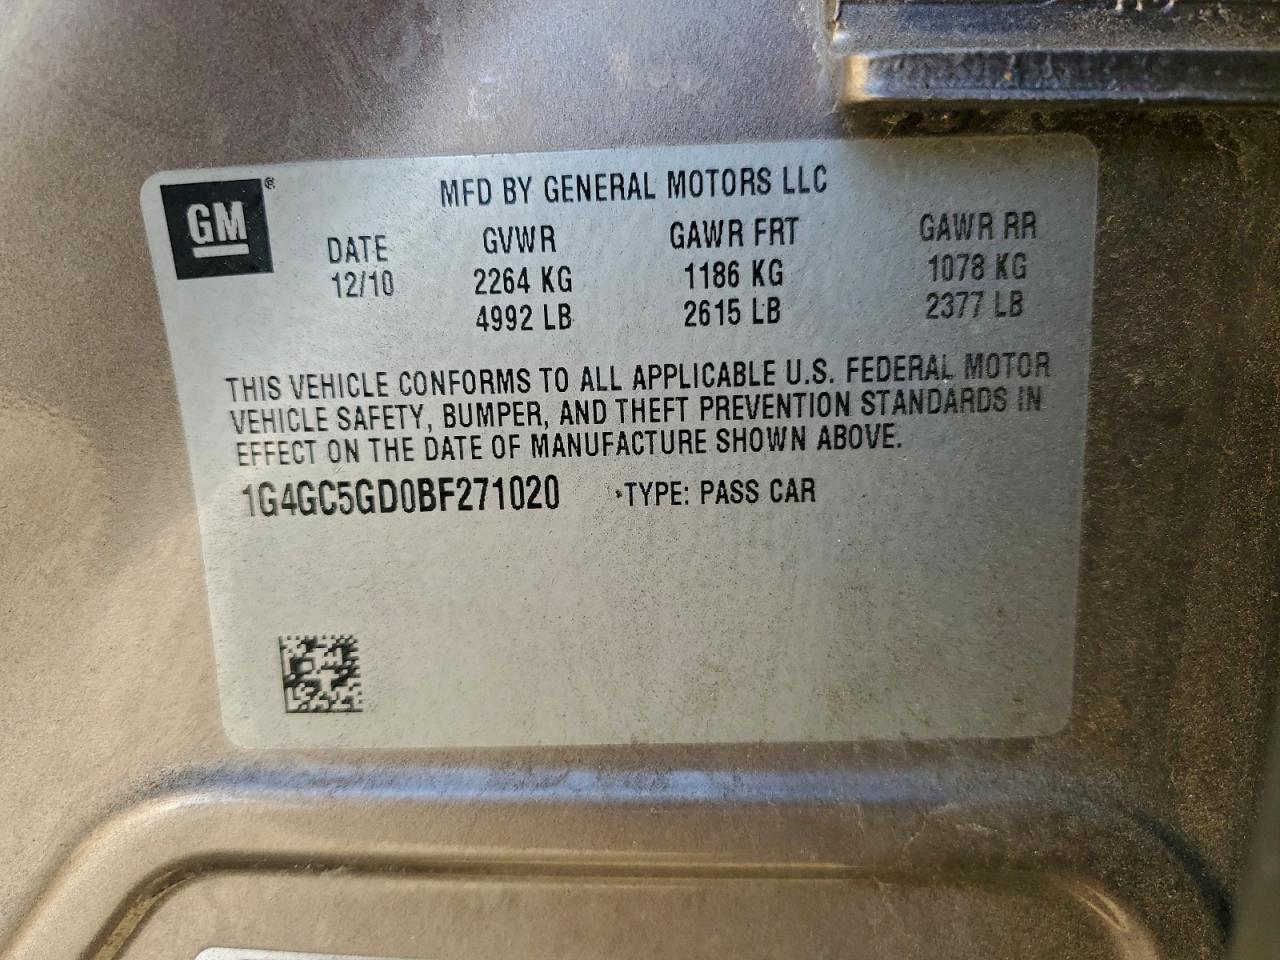 GM®
MFD BY GENERAL MOTORS LLC
DATE GVWR GAWR FRT GAWR RR
12/10 2264 KG 1186 KG 1078 KG
4992 LB 2615 LB 2377 LB
THIS VEHICLE CONFORMS TO ALL APPLICABLE U.S. FEDERAL MOTOR
VEHICLE SAFETY, BUMPER, AND THEFT PREVENTION STANDARDS IN
EFFECT ON THE DATE OF MANUFACTURE SHOWN ABOVE.
1G4GC5GD0BF271020 TYPE: PASS CAR